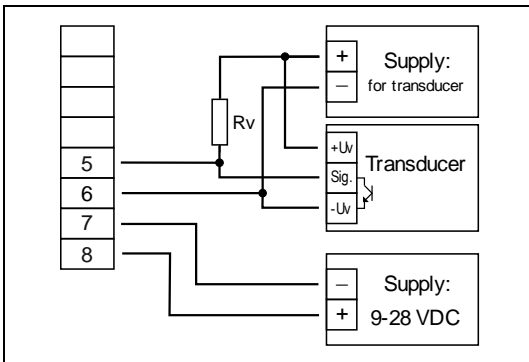 +
Supply:
−
for transducer
Rv
+Uv
5
Transducer
Sig.
6
-Uv
7
8
−
Supply:
+
9-28 VDC